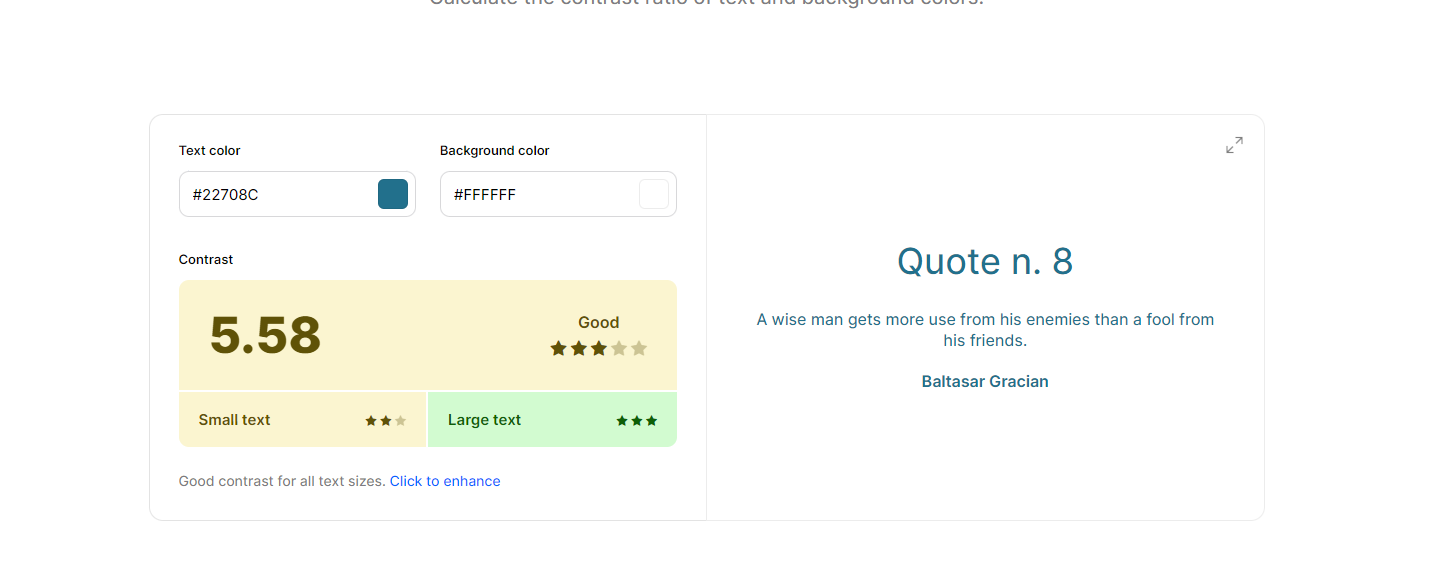 Calculate the contrast ratio of text and background colors.
Text color
#22708C
Background color
#FFFFFF
Contrast
5.58
Good
Small text
Large text
Good contrast for all text sizes. Click to enhance
Quote n. 8
A wise man gets more use from his enemies than a fool from
his friends.
Baltasar Gracian